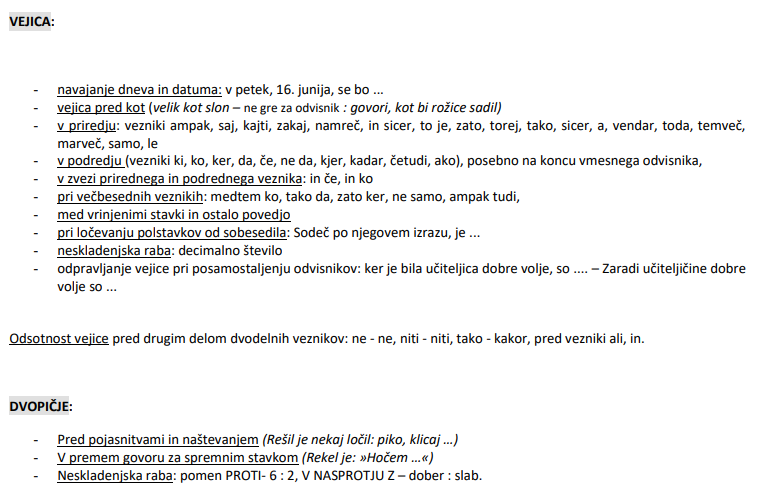 VEJICA:
- navajanje dneva in datuma: v petek, 16. junija, se bo ...
- vejica pred kot (velik kot slon – ne gre za odvisnik : govori, kot bi rožice sadil)
- v priredju: vezniki ampak, saj, kajti, zakaj, namreč, in sicer, to je, zato, torej, tako, sicer, a, vendar, toda, temveč,
marveč, samo, le
- v podredju (vezniki ki, ko, ker, da, če, ne da, kjer, kadar, četudi, ako), posebno na koncu vmesnega odvisnika,
- v zvezi prirednega in podrednega veznika: in če, in ko
- pri večbesednih veznikih: medtem ko, tako da, zato ker, ne samo, ampak tudi,
- med vrinjenimi stavki in ostalo povedjo
- pri ločevanju polstavkov od sobesedila: Sodeč po njegovem izrazu, je ...
- neskladenjska raba: decimalno število
- odpravljanje vejice pri posamostaljenju odvisnikov: ker je bila učiteljica dobre volje, so .... – Zaradi učiteljičine dobre
volje so ...
Odsotnost vejice pred drugim delom dvodelnih veznikov: ne - ne, niti - niti, tako - kakor, pred vezniki ali, in.
DVOPIČJE:
- Pred pojasnitvami in naštevanjem (Rešil je nekaj ločil: piko, klicaj ...)
- V premem govoru za spremnim stavkom (Rekel je: »Hočem ...«)
- Neskladenjska raba: pomen PROTI- 6 : 2, V NASPROTJU Z – dober : slab.